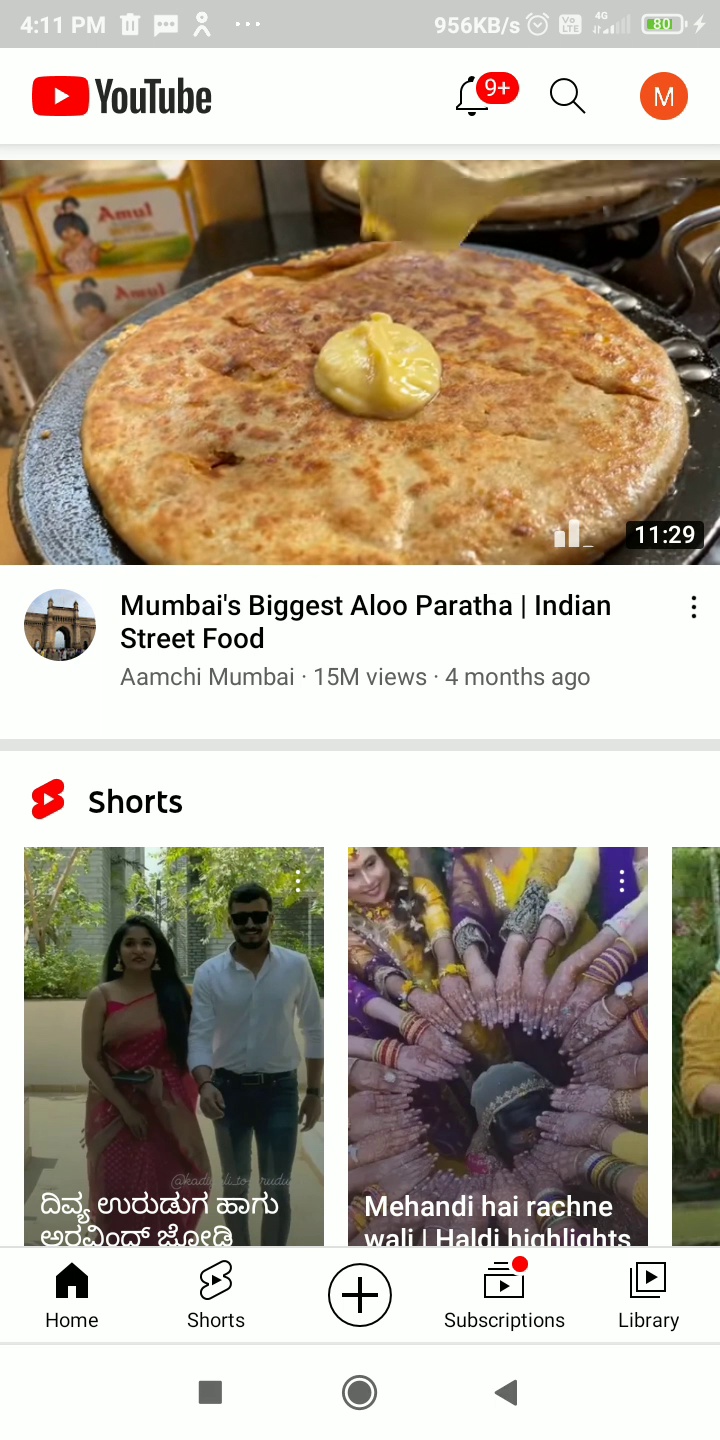 4:11 PM
956KB/s
Vo LTE
4G
80
YouTube
9+
M
Amul
Amul
11:29
Mumbai's Biggest Aloo Paratha | Indian
Street Food
Aamchi Mumbai · 15M views · 4 months ago
Shorts
ದಿವ್ಯ ಉರುಡುಗ ಹಾಗು
ಅರವಿಂದ್ ಜೋಡಿ
Mehandi hai rachne
wali | Haldi highlights
Home
Shorts
Subscriptions
Library